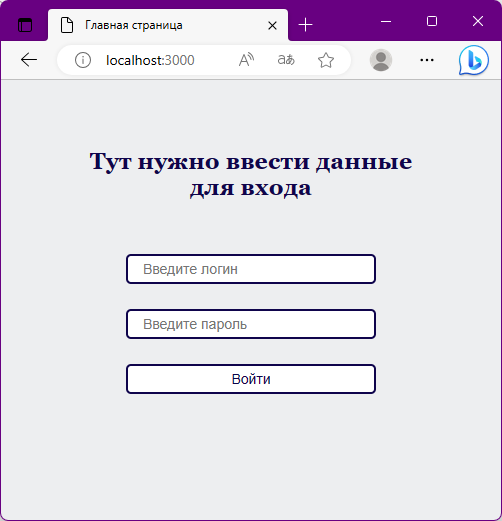 Главная страница
localhost:3000
Тут нужно ввести данные
для входа
Введите логин
Введите пароль
Войти